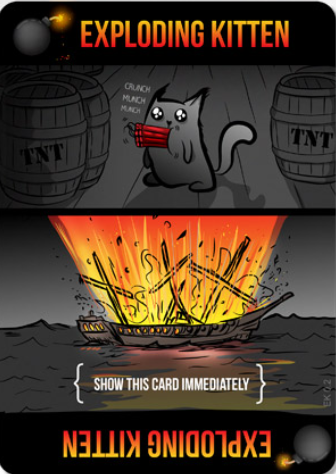 EXPLODING KITTEN
CRUNCH
MUNCH
MUNCH
TNT
TNT
{ SHOW THIS CARD IMMEDIATELY }
EXPLODING KITTEN